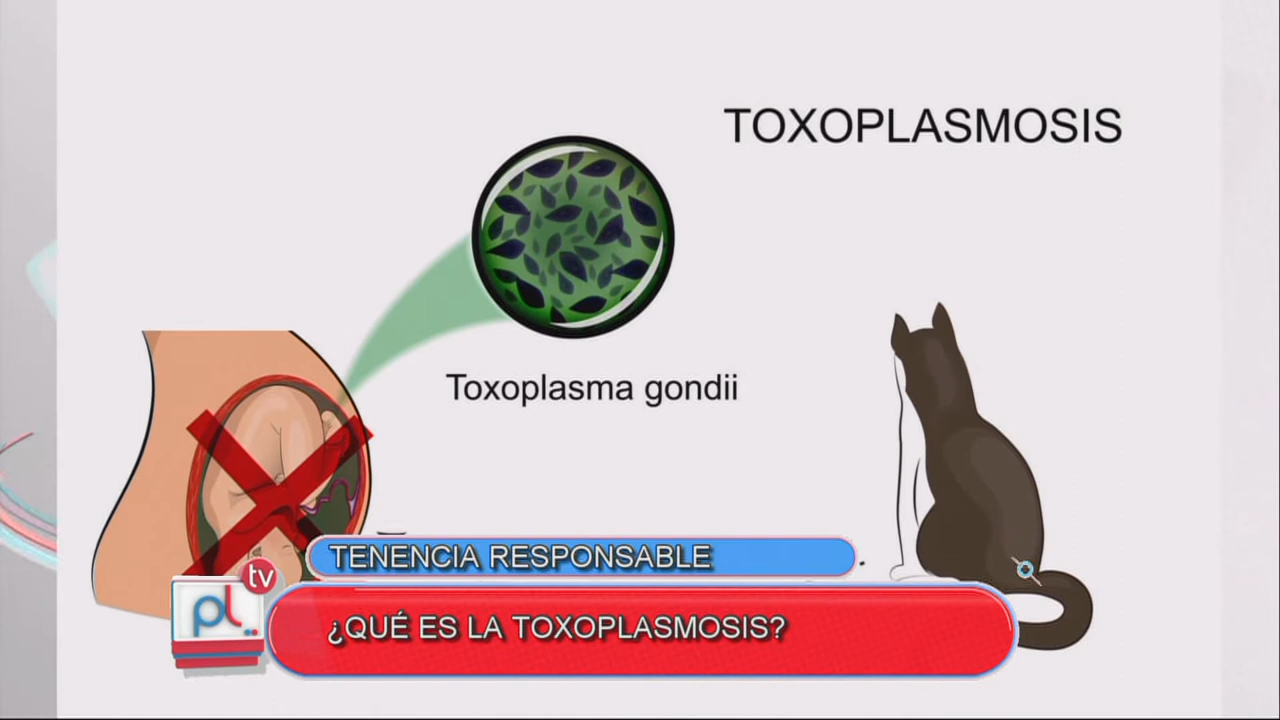 TOXOPLASMOSIS
Toxoplasma gondii
TENENCIA RESPONSABLE
tv
pl
¿QUÉ ES LA TOXOPLASMOSIS?